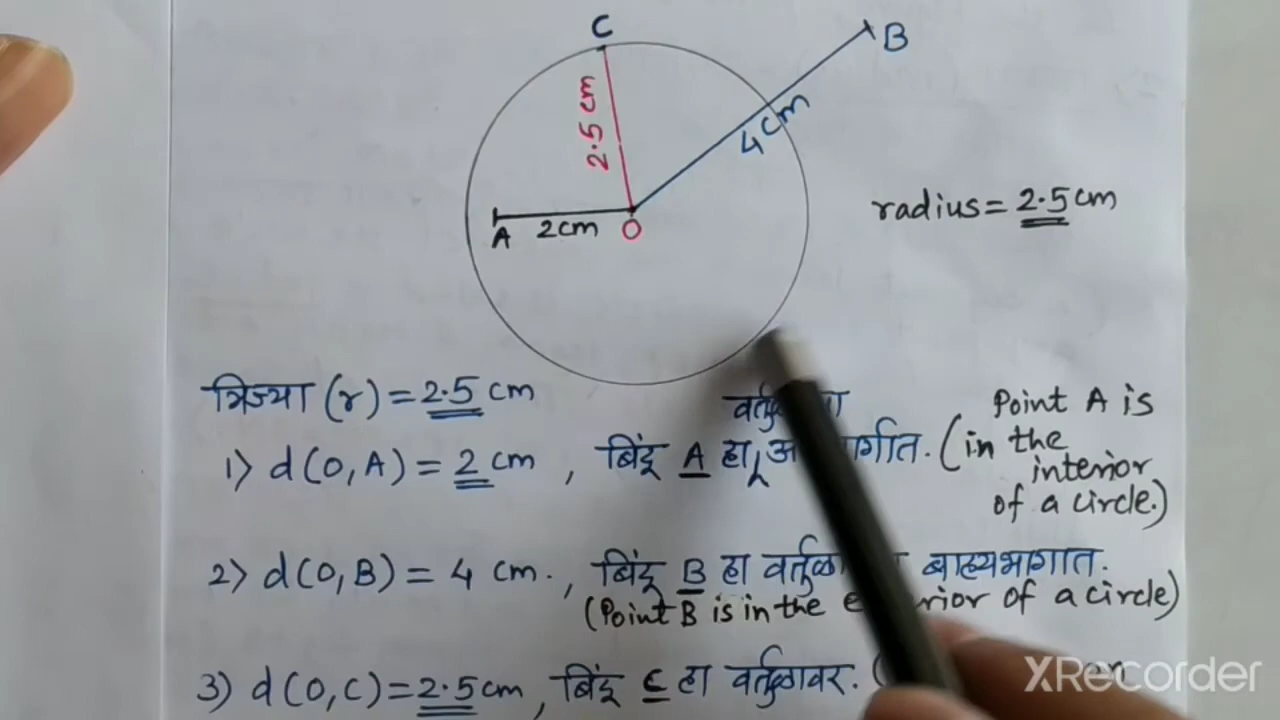 C
B
2.5 cm
4 cm
A 2cm O
radius = 2.5 cm
त्रिज्या (r) = 2.5 cm
1) d(O, A) = 2 cm , बिंदू A हा
(Point A is
in the
interior
of a circle.)
2) d(O, B) = 4 cm. , बिंदू B हा बाह्यभागात.
(Point B is in the of a circle)
3) d(O, C) = 2.5 cm , बिंदू C हा वर्तुळावर. (
XRecorder